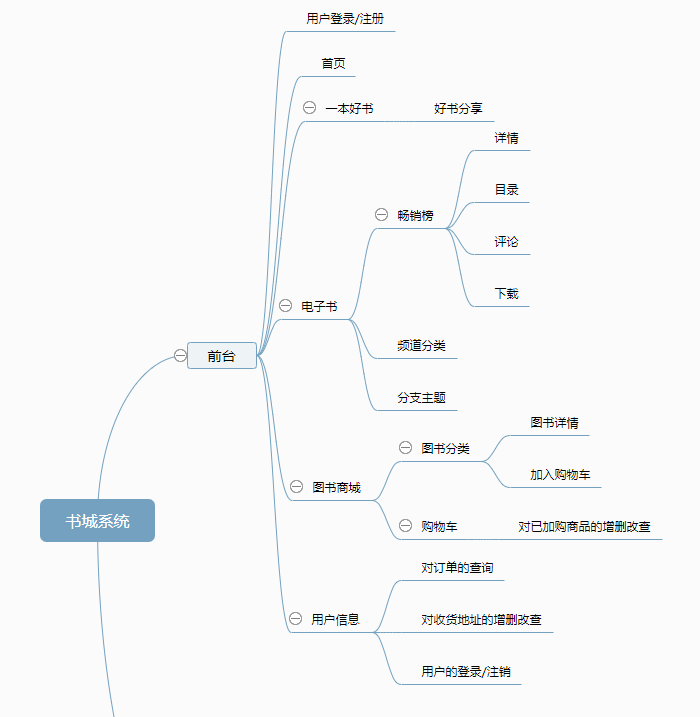 用户登录/注册
首页
一本好书
好书分享
详情
目录
畅销榜
评论
下载
电子书
频道分类
前台
分支主题
图书详情
图书分类
加入购物车
图书商城
书城系统
购物车
对已加购商品的增删改查
对订单的查询
用户信息
对收货地址的增删改查
用户的登录/注销